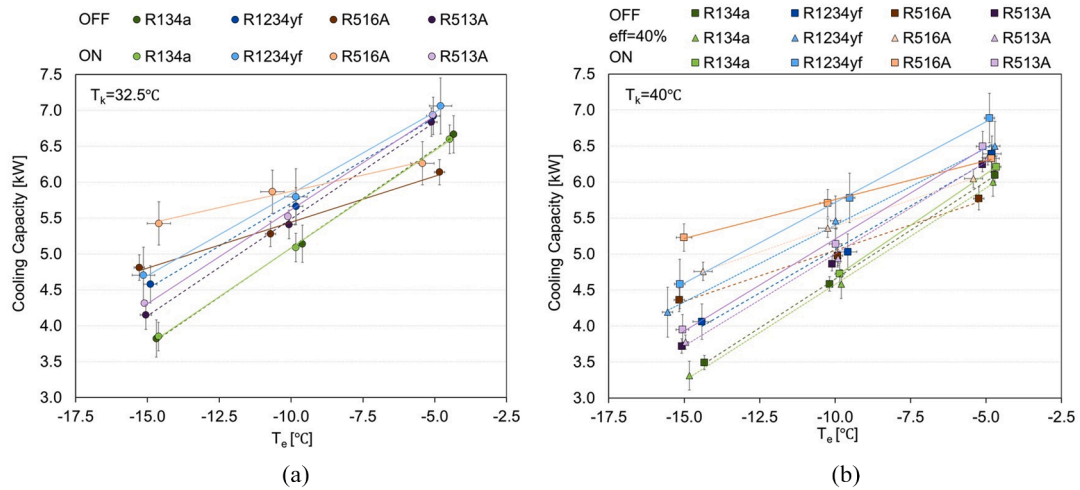 OFF R134a R1234yf R516A R513A
ON R134a R1234yf R516A R513A
7.5
7.0
6.5
6.0
5.5
5.0
4.5
4.0
3.5
3.0
Cooling Capacity [kW]
Tk=32.5℃
-17.5 -15.0 -12.5 -10.0 -7.5 -5.0 -2.5
Te [℃]
(a)
OFF R134a R1234yf R516A R513A
eff=40% R134a R1234yf R516A R513A
ON R134a R1234yf R516A R513A
7.5
7.0
6.5
6.0
5.5
5.0
4.5
4.0
3.5
3.0
Cooling Capacity [kW]
Tk=40℃
-17.5 -15.0 -12.5 -10.0 -7.5 -5.0 -2.5
Te [℃]
(b)